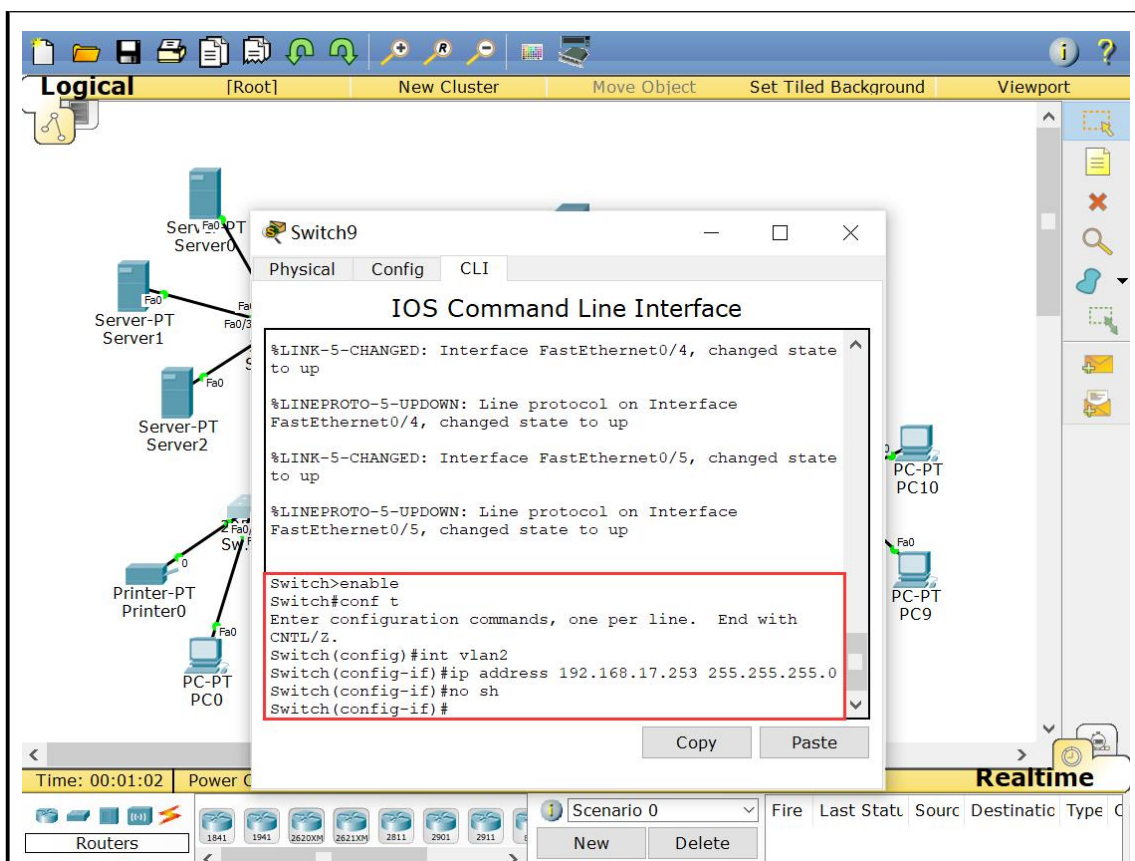 Logical
[Root]
New Cluster
Move Object
Set Tiled Background
Viewport
Server0
Fa0
Server-PT
Server1
Fa0
Fa0/3
Fa0
Server-PT
Server2
Printer-PT
Printer0
0
Fa0
PC-PT
PC0
Switch9
Physical
Config
CLI
IOS Command Line Interface
%LINK-5-CHANGED: Interface FastEthernet0/4, changed state
to up
%LINEPROTO-5-UPDOWN: Line protocol on Interface
FastEthernet0/4, changed state to up
%LINK-5-CHANGED: Interface FastEthernet0/5, changed state
to up
%LINEPROTO-5-UPDOWN: Line protocol on Interface
FastEthernet0/5, changed state to up
Switch>enable
Switch#conf t
Enter configuration commands, one per line. End with
CNTL/Z.
Switch(config)#int vlan2
Switch(config-if)#ip address 192.168.17.253 255.255.255.0
Switch(config-if)#no sh
Switch(config-if)#
Copy
Paste
PC-PT
PC10
Fa0
PC-PT
PC9
Time: 00:01:02
Power C
Realtime
Routers
1841
1941
2620XM
2621XM
2811
2901
2911
Scenario 0
New
Delete
Fire
Last Statu
Sourc
Destinatio
Type